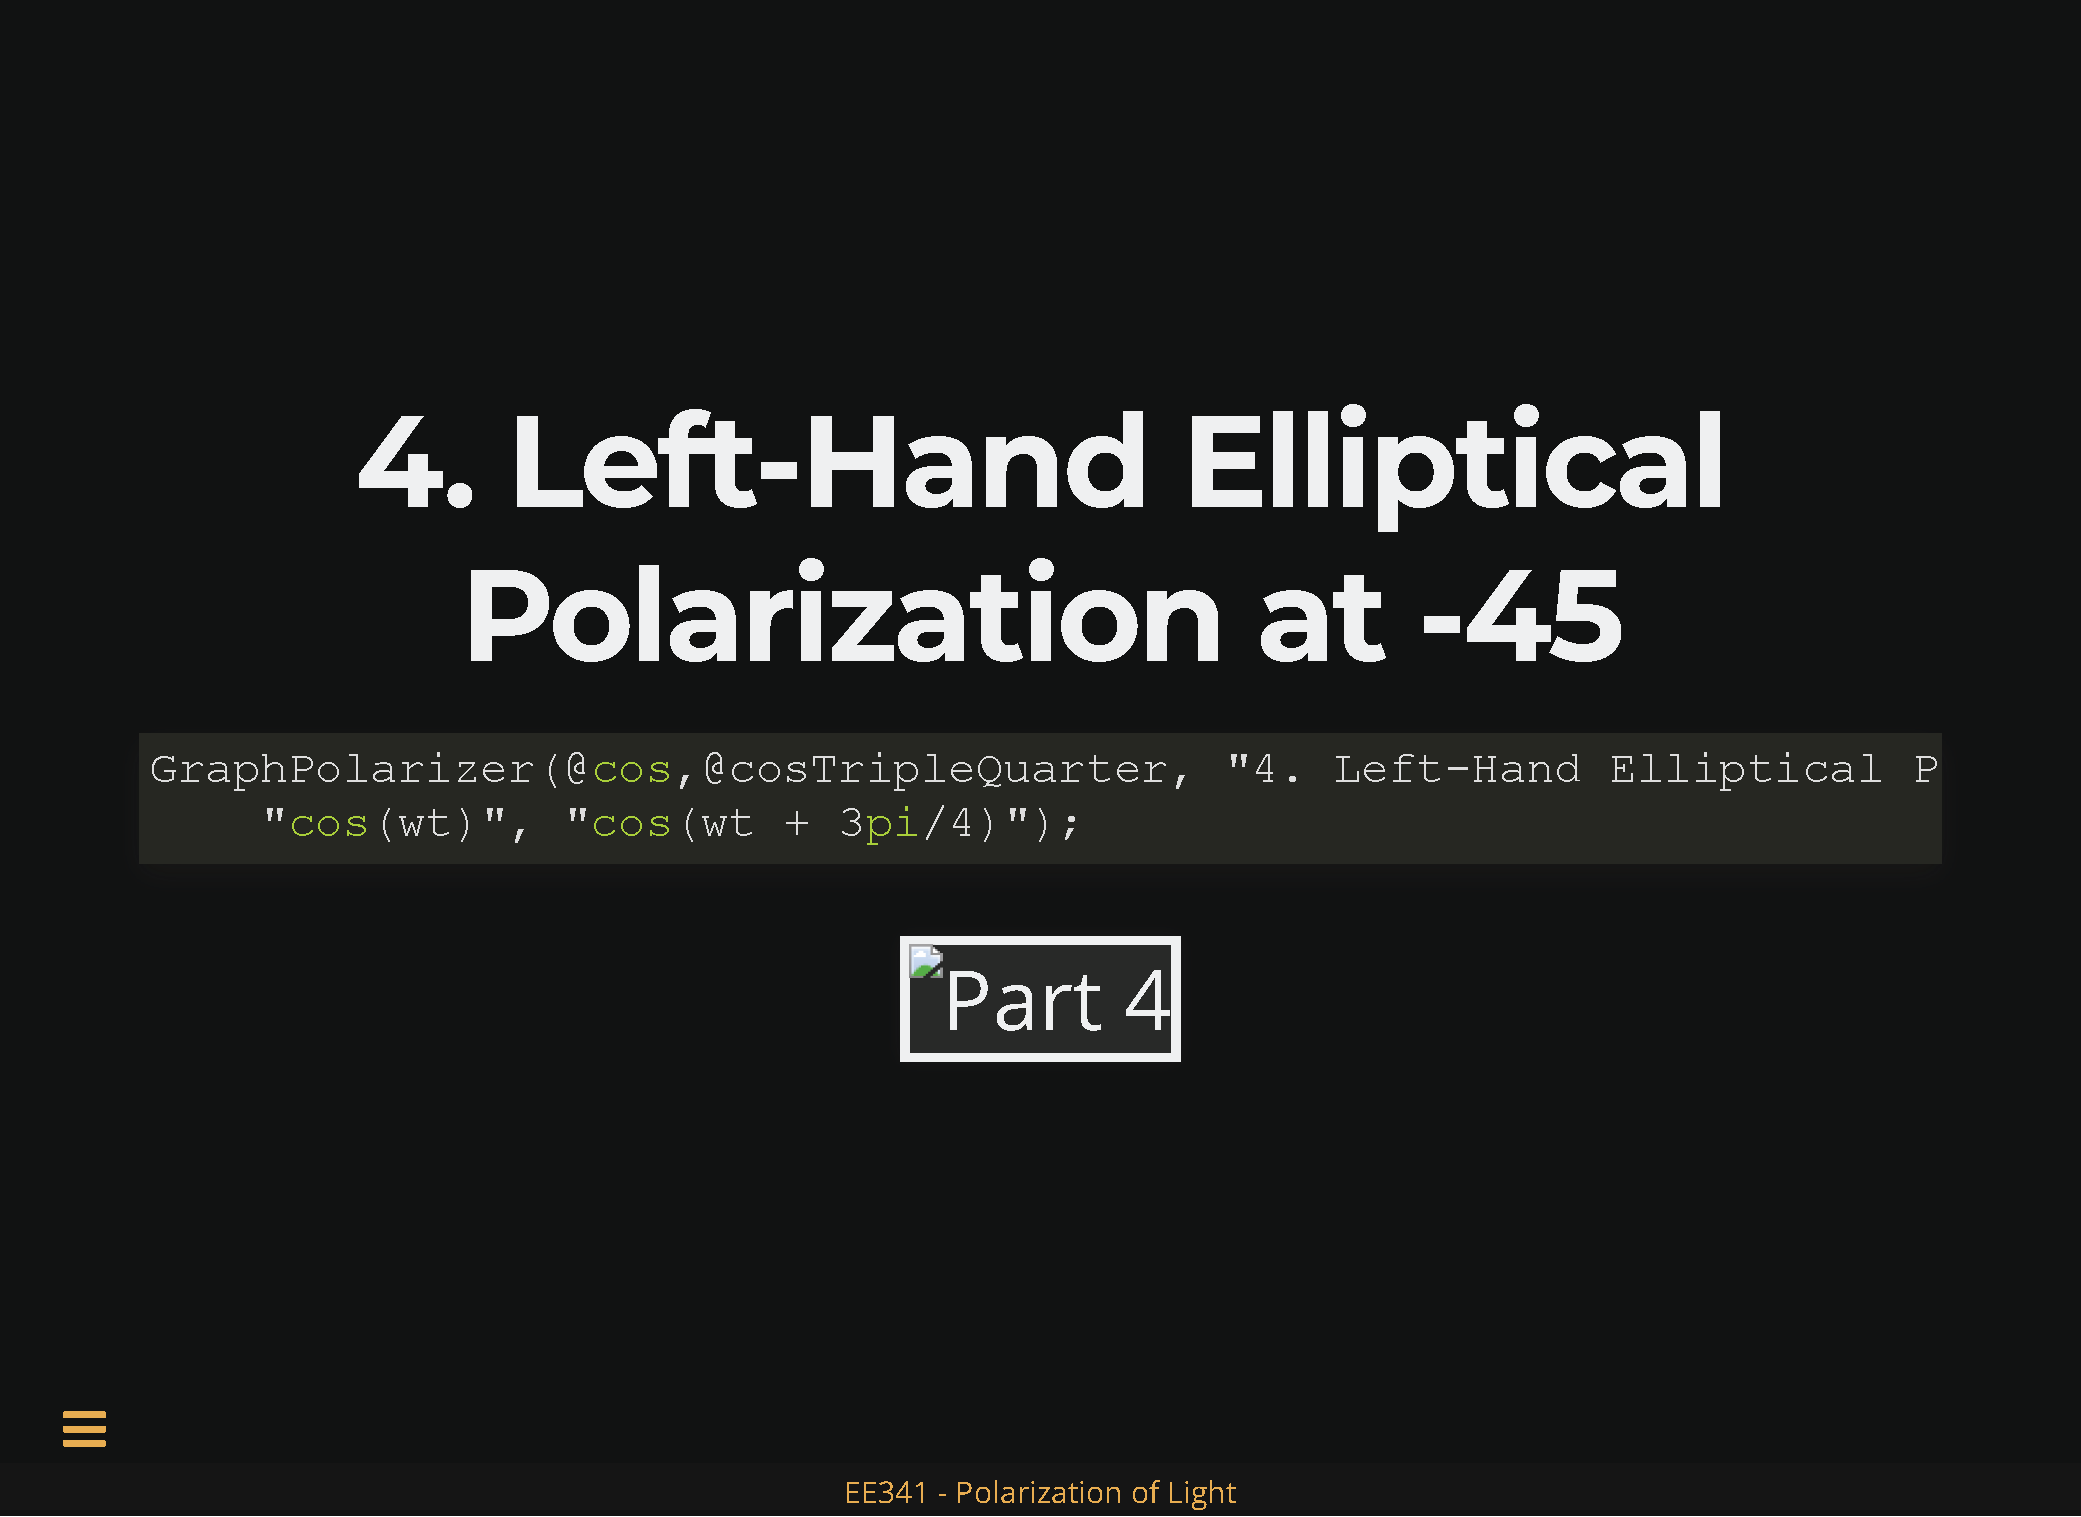 4. Left-Hand Elliptical
Polarization at -45
GraphPolarizer(@cos,@cosTripleQuarter, "4. Left-Hand Elliptical P
    "cos(wt)", "cos(wt + 3pi/4)");
Part 4
EE341 - Polarization of Light